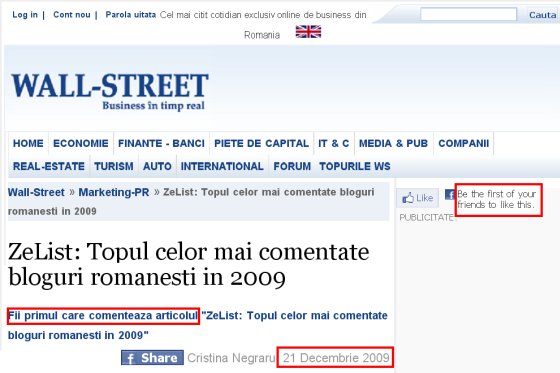 Log in | Cont nou | Parola uitata Cel mai citit cotidian exclusiv online de business din
Romania
Cauta
WALL-STREET
Business în timp real
HOME ECONOMIE FINANTE - BANCI PIETE DE CAPITAL IT & C MEDIA & PUB COMPANII
REAL-ESTATE TURISM AUTO INTERNATIONAL FORUM TOPURILE WS
Wall-Street » Marketing-PR » ZeList: Topul celor mai comentate bloguri
romanesti in 2009
Like
Be the first of your
friends to like this.
PUBLICITATE
ZeList: Topul celor mai comentate
bloguri romanesti in 2009
Fii primul care comenteaza articolul "ZeList: Topul celor mai comentate
bloguri romanesti in 2009"
f Share Cristina Negraru 21 Decembrie 2009